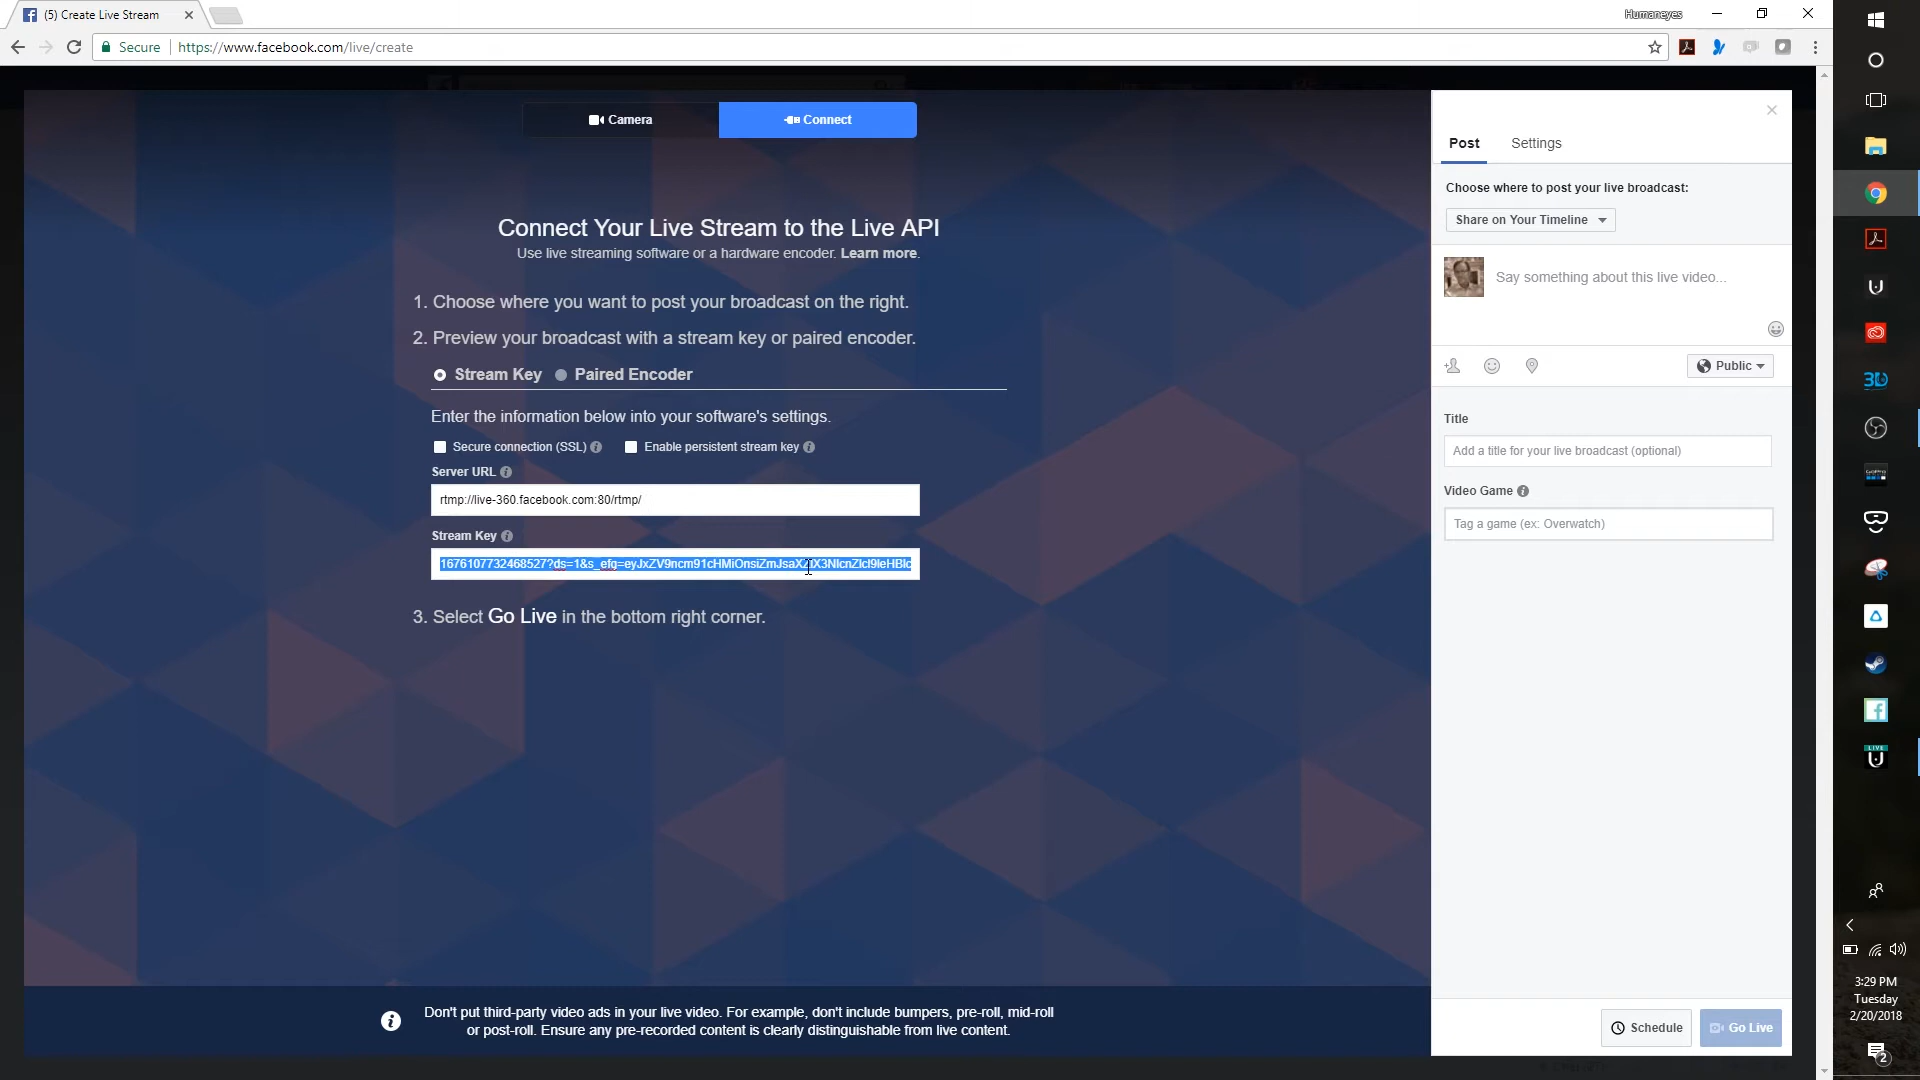 (5) Create Live Stream
Humaneyes
Secure
https://www.facebook.com/live/create
Camera
Connect
Post
Settings
Choose where to post your live broadcast:
Share on Your Timeline
Say something about this live video...
Public
Title
Add a title for your live broadcast (optional)
Video Game
Tag a game (ex: Overwatch)
Schedule
Go Live
Connect Your Live Stream to the Live API
Use live streaming software or a hardware encoder. Learn more.
1. Choose where you want to post your broadcast on the right.
2. Preview your broadcast with a stream key or paired encoder.
Stream Key
Paired Encoder
Enter the information below into your software's settings.
Secure connection (SSL)
Enable persistent stream key
Server URL
rtmp://live-360.facebook.com:80/rtmp/
Stream Key
3. Select Go Live in the bottom right corner.
Don't put third-party video ads in your live video. For example, don't include bumpers, pre-roll, mid-roll
or post-roll. Ensure any pre-recorded content is clearly distinguishable from live content.
3D
GoPro
LIVE
3:29 PM
Tuesday
2/20/2018
2